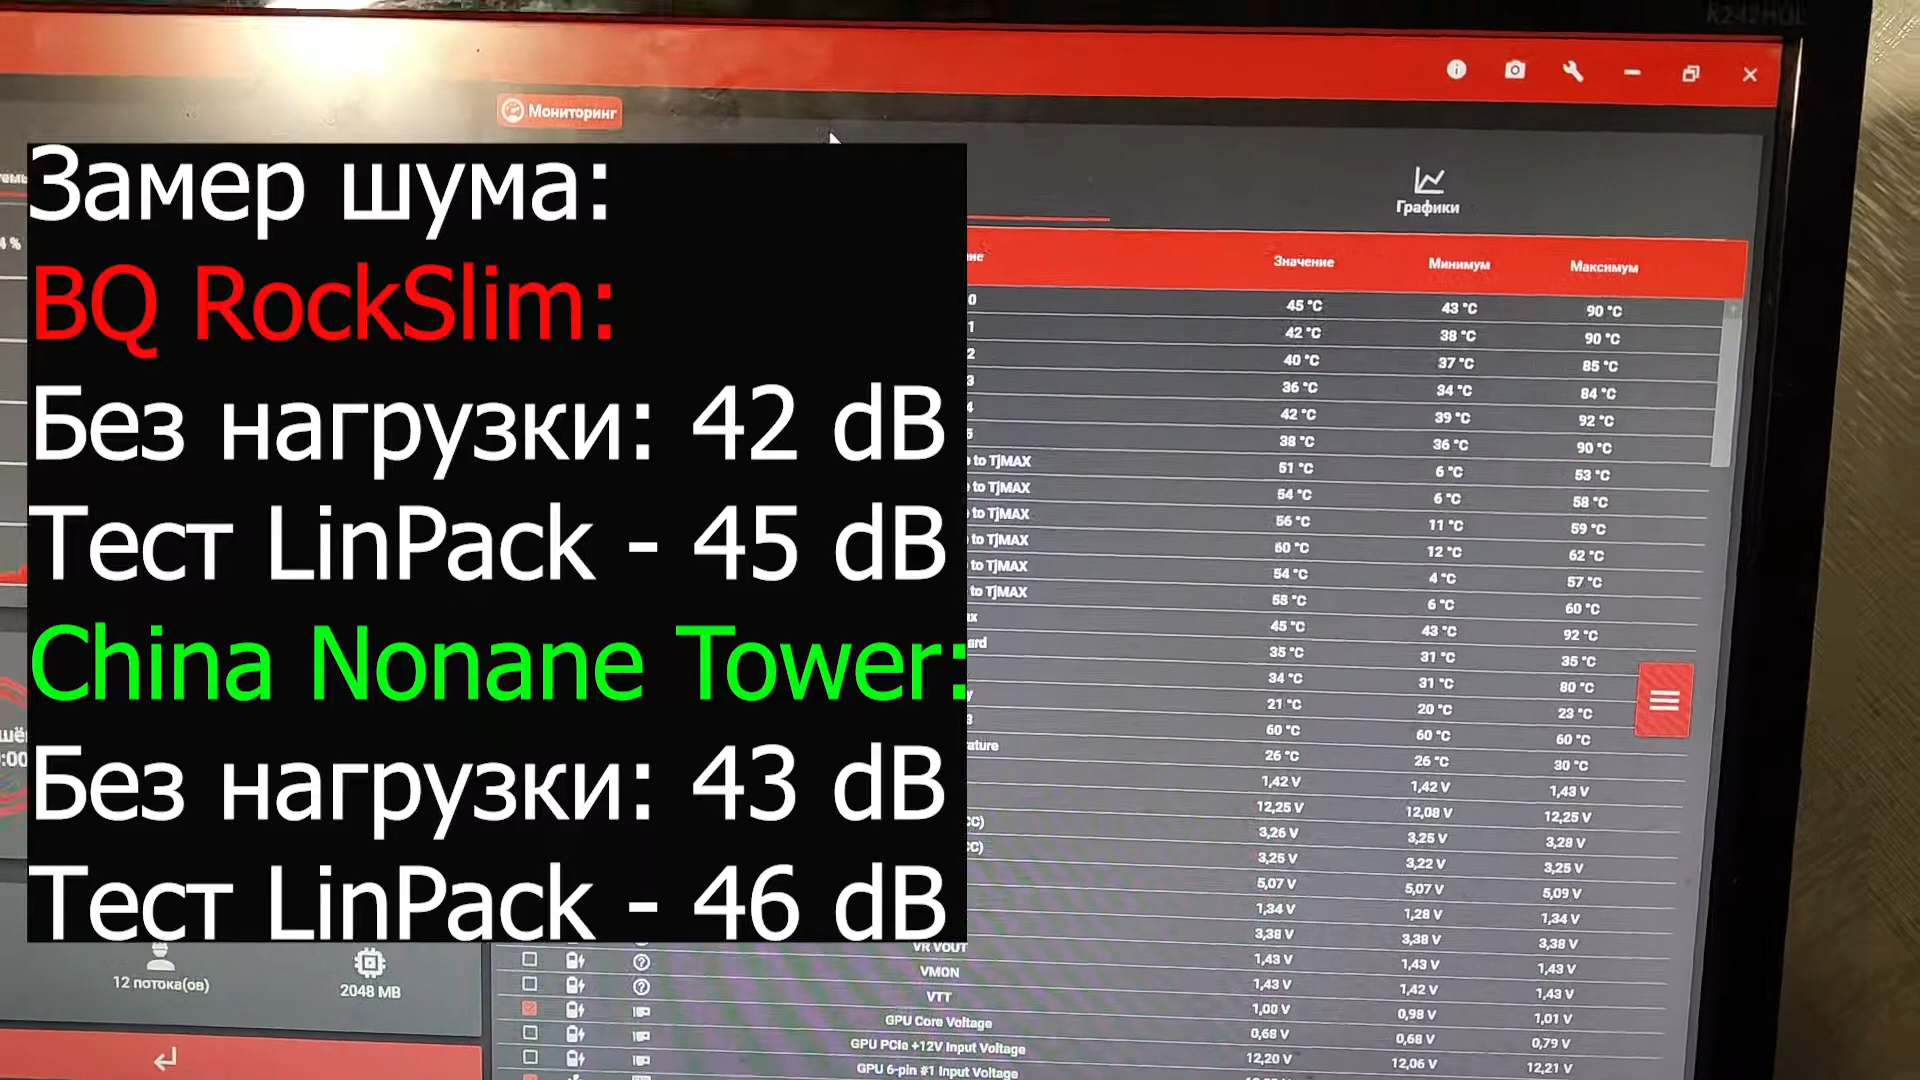 Мониторинг
Замер шума:
BQ RockSlim:
Без нагрузки: 42 dB
Тест LinPack - 45 dB
China Nonane Tower:
Без нагрузки: 43 dB
Тест LinPack - 46 dB
Графики
Значение Минимум Максимум
0 45 °C 43 °C 90 °C
1 42 °C 38 °C 90 °C
2 40 °C 37 °C 85 °C
3 36 °C 34 °C 84 °C
4 42 °C 39 °C 92 °C
5 38 °C 36 °C 90 °C
to TjMAX 51 °C 6 °C 53 °C
to TjMAX 54 °C 6 °C 58 °C
to TjMAX 56 °C 11 °C 59 °C
to TjMAX 60 °C 12 °C 62 °C
to TjMAX 54 °C 4 °C 57 °C
to TjMAX 58 °C 6 °C 60 °C
45 °C 43 °C 92 °C
35 °C 31 °C 35 °C
34 °C 31 °C 80 °C
21 °C 20 °C 23 °C
60 °C 60 °C 60 °C
26 °C 26 °C 30 °C
1,42 V 1,42 V 1,43 V
12,25 V 12,08 V 12,25 V
3,26 V 3,25 V 3,28 V
3,25 V 3,22 V 3,25 V
5,07 V 5,07 V 5,09 V
1,34 V 1,28 V 1,34 V
3,38 V 3,38 V 3,38 V
VR VOUT 1,43 V 1,43 V 1,43 V
VMON 1,43 V 1,42 V 1,43 V
VTT 1,00 V 0,98 V 1,01 V
GPU Core Voltage 0,68 V 0,68 V 0,79 V
GPU PCIe +12V Input Voltage 12,20 V 12,06 V 12,21 V
GPU 6-pin #1 Input Voltage
12 потока(ов)
2048 MB